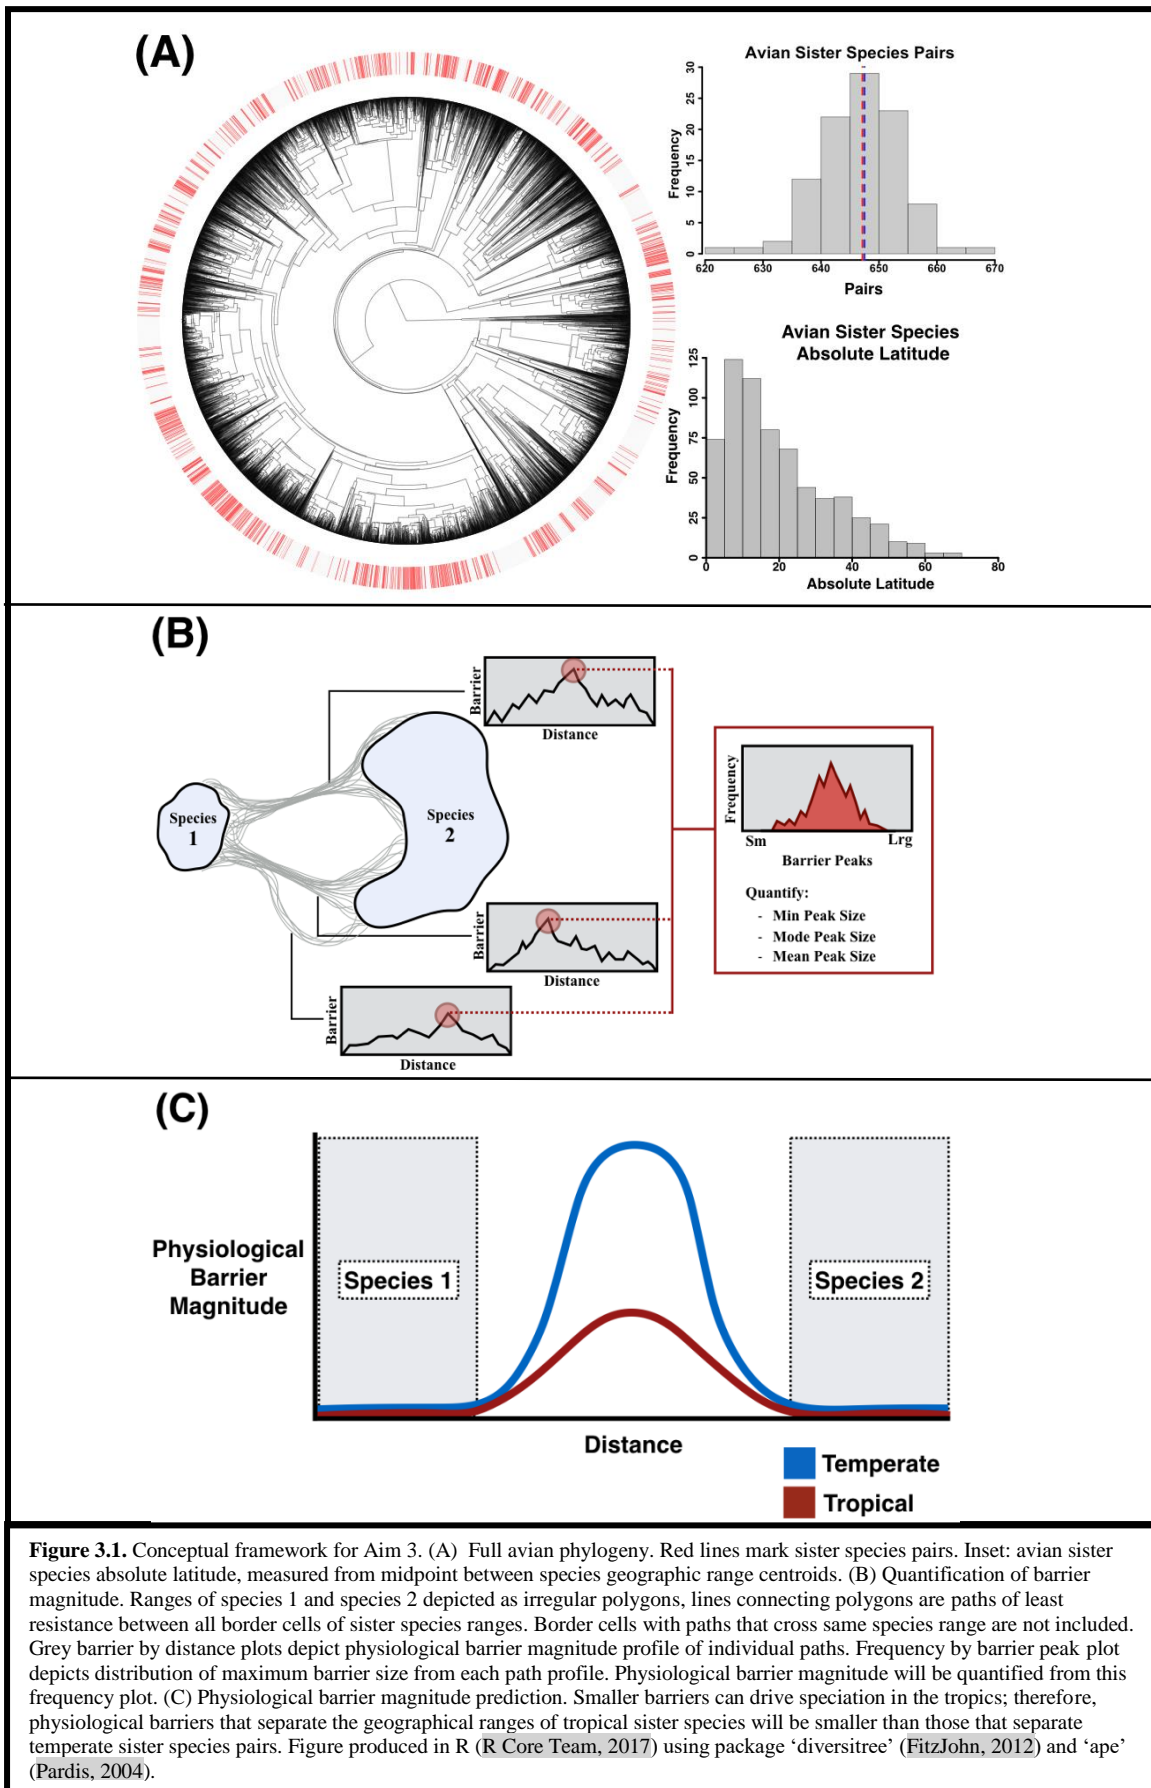 (A)
Avian Sister Species Pairs
Frequency
30
25
20
15
10
5
0
620 630 640 650 660 670
Pairs
Avian Sister Species
Absolute Latitude
Frequency
125
100
75
50
25
0
0 20 40 60 80
Absolute Latitude
(B)
Barrier
Distance
Species
1
Species
2
Barrier
Distance
Barrier
Distance
Frequency
Sm Lrg
Barrier Peaks
Quantify:
- Min Peak Size
- Mode Peak Size
- Mean Peak Size
(C)
Physiological
Barrier
Magnitude
Species 1
Species 2
Distance
Temperate
Tropical
Figure 3.1. Conceptual framework for Aim 3. (A) Full avian phylogeny. Red lines mark sister species pairs. Inset: avian sister
species absolute latitude, measured from midpoint between species geographic range centroids. (B) Quantification of barrier
magnitude. Ranges of species 1 and species 2 depicted as irregular polygons, lines connecting polygons are paths of least
resistance between all border cells of sister species ranges. Border cells with paths that cross same species range are not included.
Grey barrier by distance plots depict physiological barrier magnitude profile of individual paths. Frequency by barrier peak plot
depicts distribution of maximum barrier size from each path profile. Physiological barrier magnitude will be quantified from this
frequency plot. (C) Physiological barrier magnitude prediction. Smaller barriers can drive speciation in the tropics; therefore,
physiological barriers that separate the geographical ranges of tropical sister species will be smaller than those that separate
temperate sister species pairs. Figure produced in R (R Core Team, 2017) using package ‘diversitree’ (FitzJohn, 2012) and ‘ape’
(Pardis, 2004).